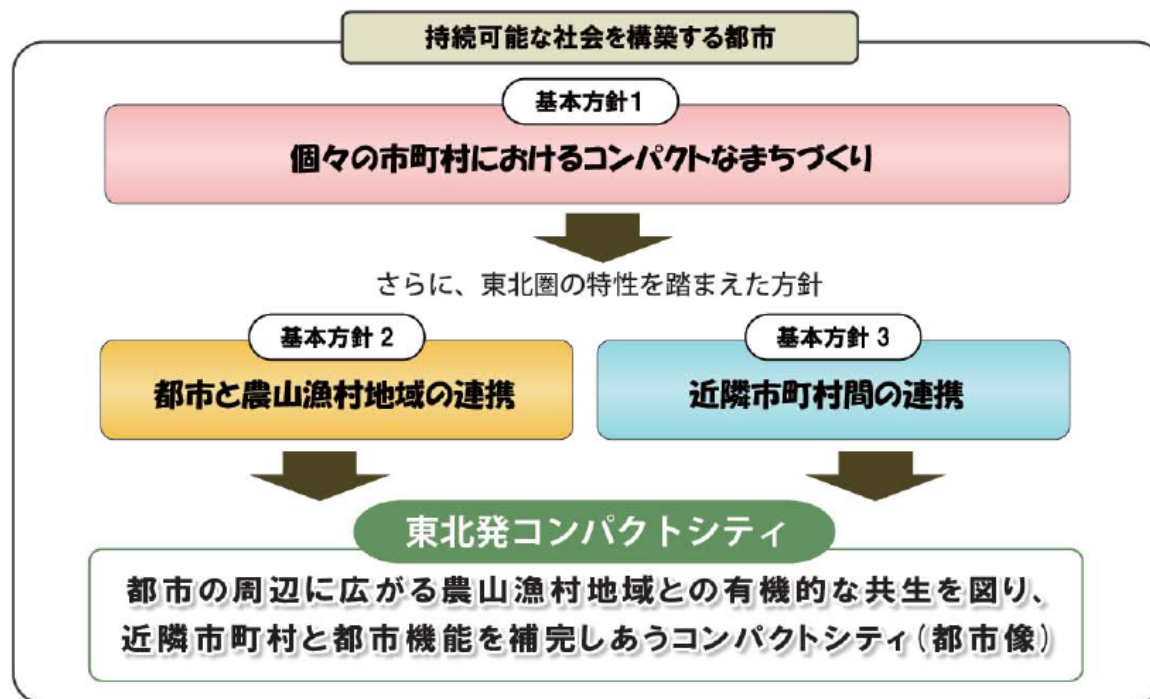 持続可能な社会を構築する都市
基本方針1
個々の市町村におけるコンパクトなまちづくり
さらに、東北圏の特性を踏まえた方針
基本方針 2
都市と農山漁村地域の連携
基本方針 3
近隣市町村間の連携
東北発コンパクトシティ
都市の周辺に広がる農山漁村地域との有機的な共生を図り、
近隣市町村と都市機能を補完しあうコンパクトシティ(都市像)